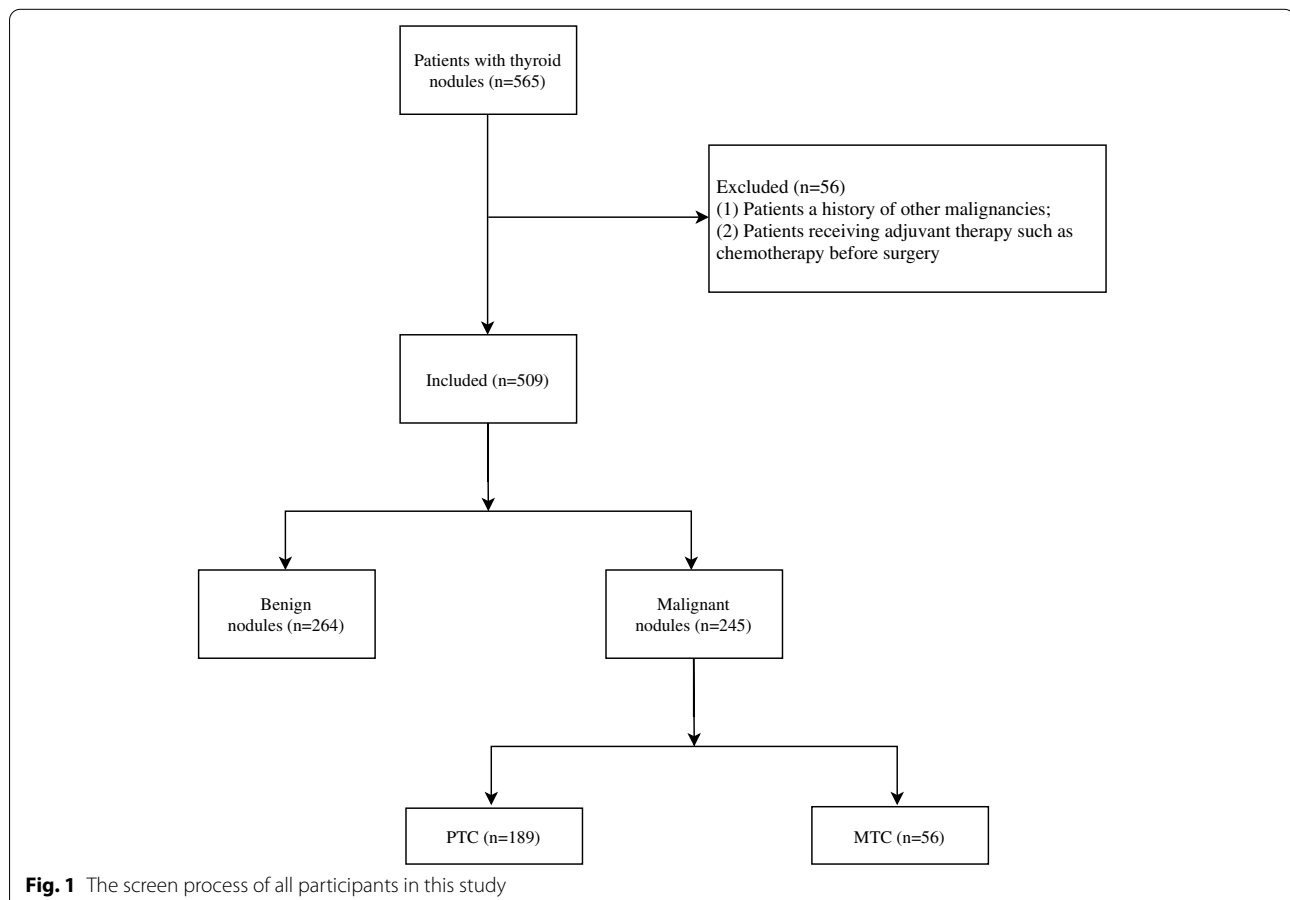 Patients with thyroid
nodules (n=565)
Excluded (n=56)
(1) Patients a history of other malignancies;
(2) Patients receiving adjuvant therapy such as
chemotherapy before surgery
Included (n=509)
Benign
nodules (n=264)
Malignant
nodules (n=245)
PTC (n=189)
MTC (n=56)
Fig. 1 The screen process of all participants in this study